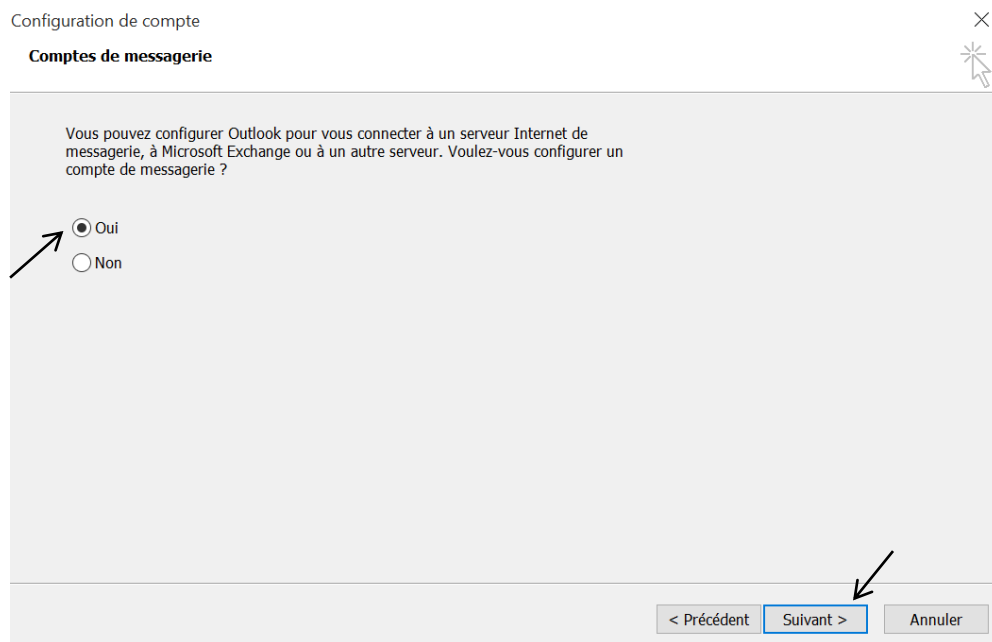 Configuration de compte
Comptes de messagerie
Vous pouvez configurer Outlook pour vous connecter à un serveur Internet de
messagerie, à Microsoft Exchange ou à un autre serveur. Voulez-vous configurer un
compte de messagerie ?
Oui
Non
< Précédent Suivant > Annuler